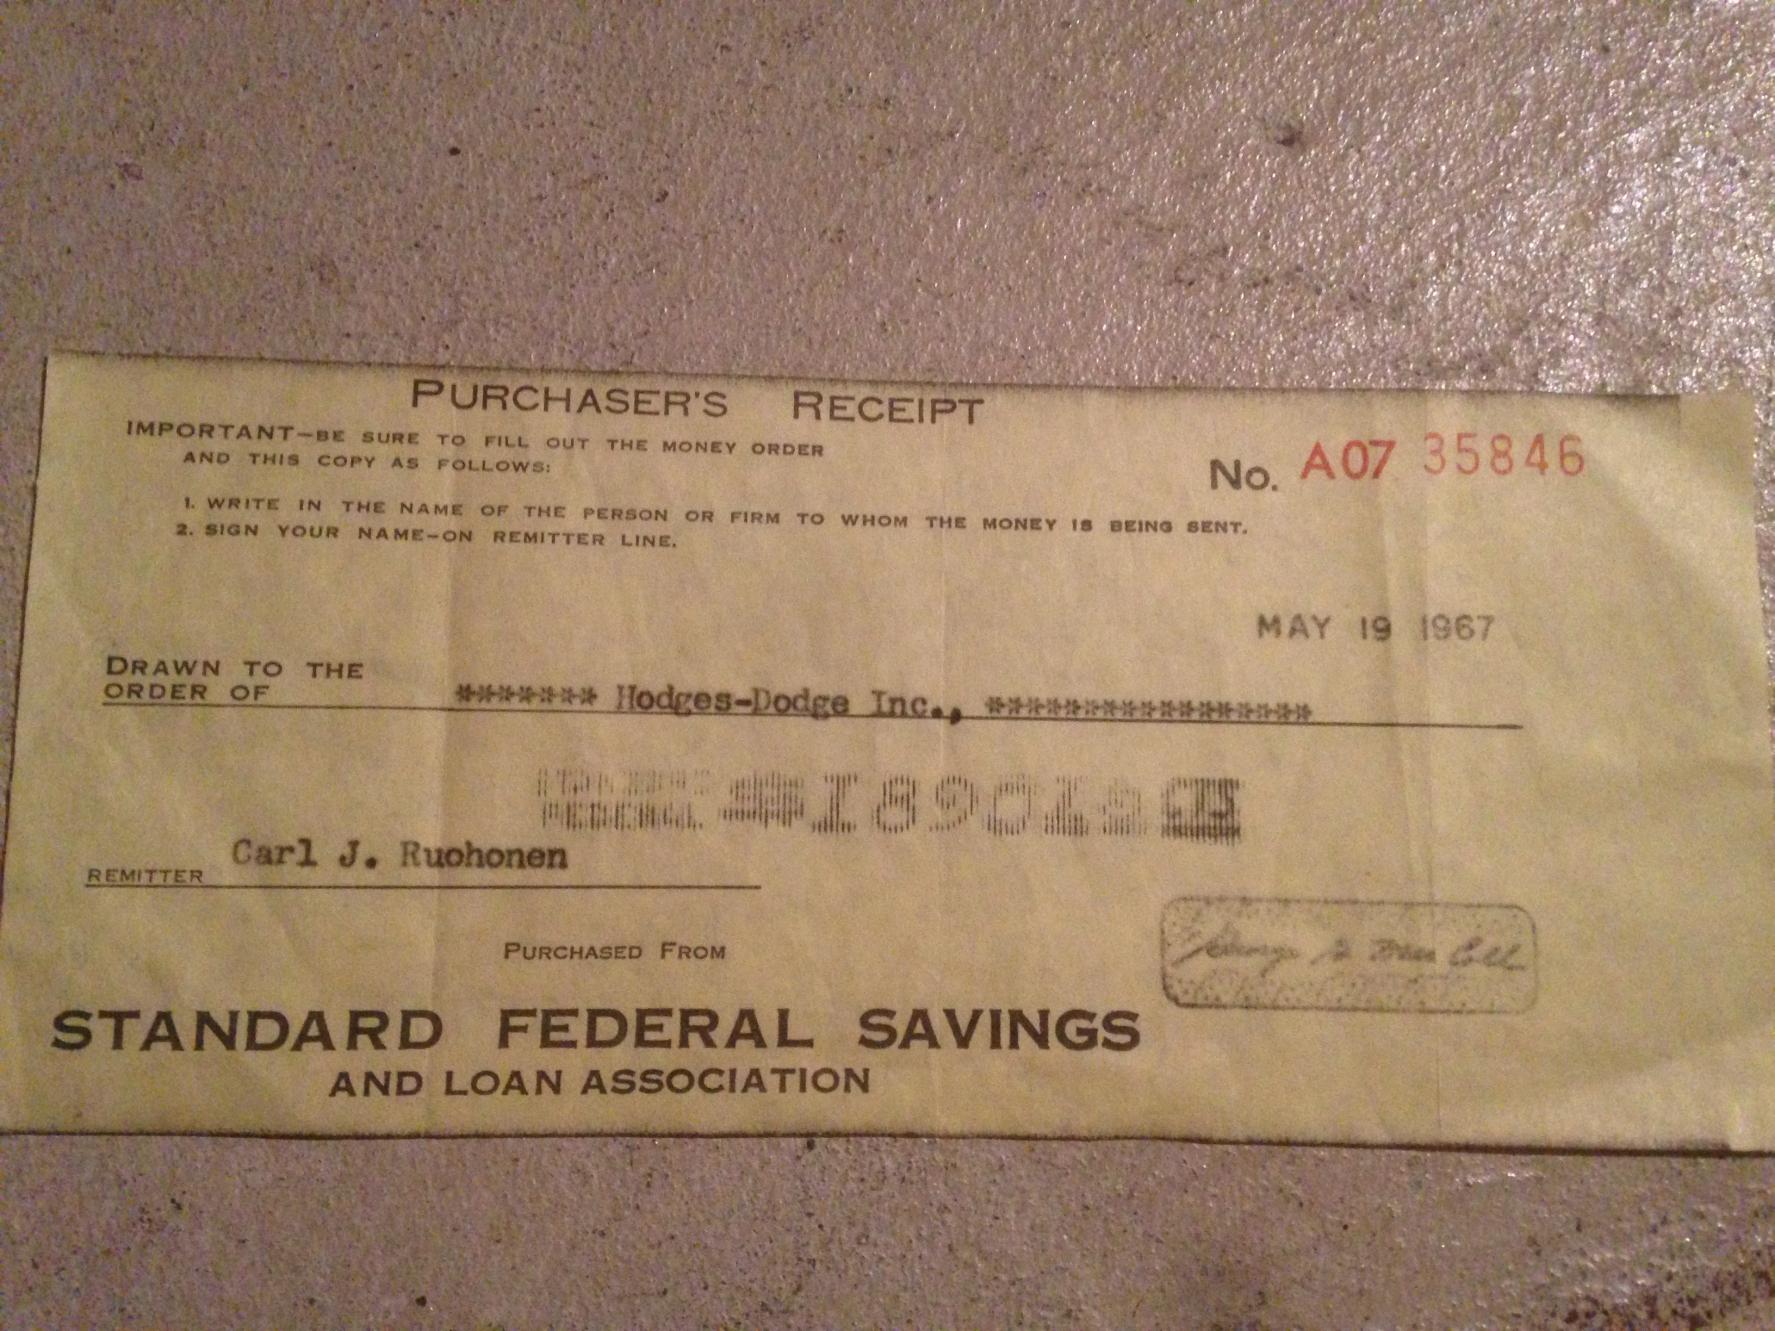 PURCHASER'S RECEIPT
IMPORTANT—BE SURE TO FILL OUT THE MONEY ORDER
AND THIS COPY AS FOLLOWS:
No. A07 35846
1. WRITE IN THE NAME OF THE PERSON OR FIRM TO WHOM THE MONEY IS BEING SENT.
2. SIGN YOUR NAME—ON REMITTER LINE.
MAY 19 1967
DRAWN TO THE
ORDER OF ******* Hodges-Dodge Inc., ****************
REMITTER Carl J. Ruohonen
PURCHASED FROM
STANDARD FEDERAL SAVINGS
AND LOAN ASSOCIATION